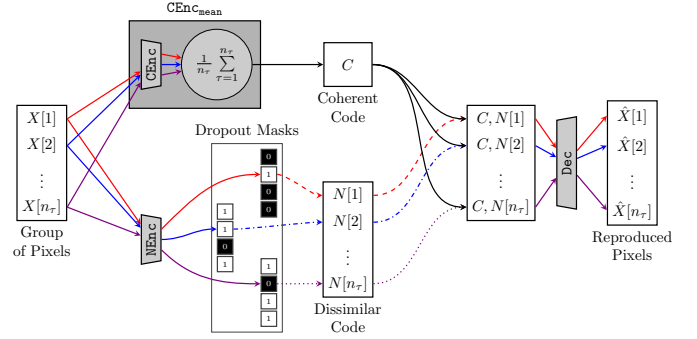 CEnc_mean
CEnc
1/n_τ ∑_{τ=1}^{n_τ}
C
Coherent
Code
X[1]
X[2]
⋮
X[n_τ]
Group
of Pixels
NEnc
Dropout Masks
0
1
0
0
1
1
0
1
1
0
1
1
N[1]
N[2]
⋮
N[n_τ]
Dissimilar
Code
C, N[1]
C, N[2]
⋮
C, N[n_τ]
Dec
X̂[1]
X̂[2]
⋮
X̂[n_τ]
Reproduced
Pixels